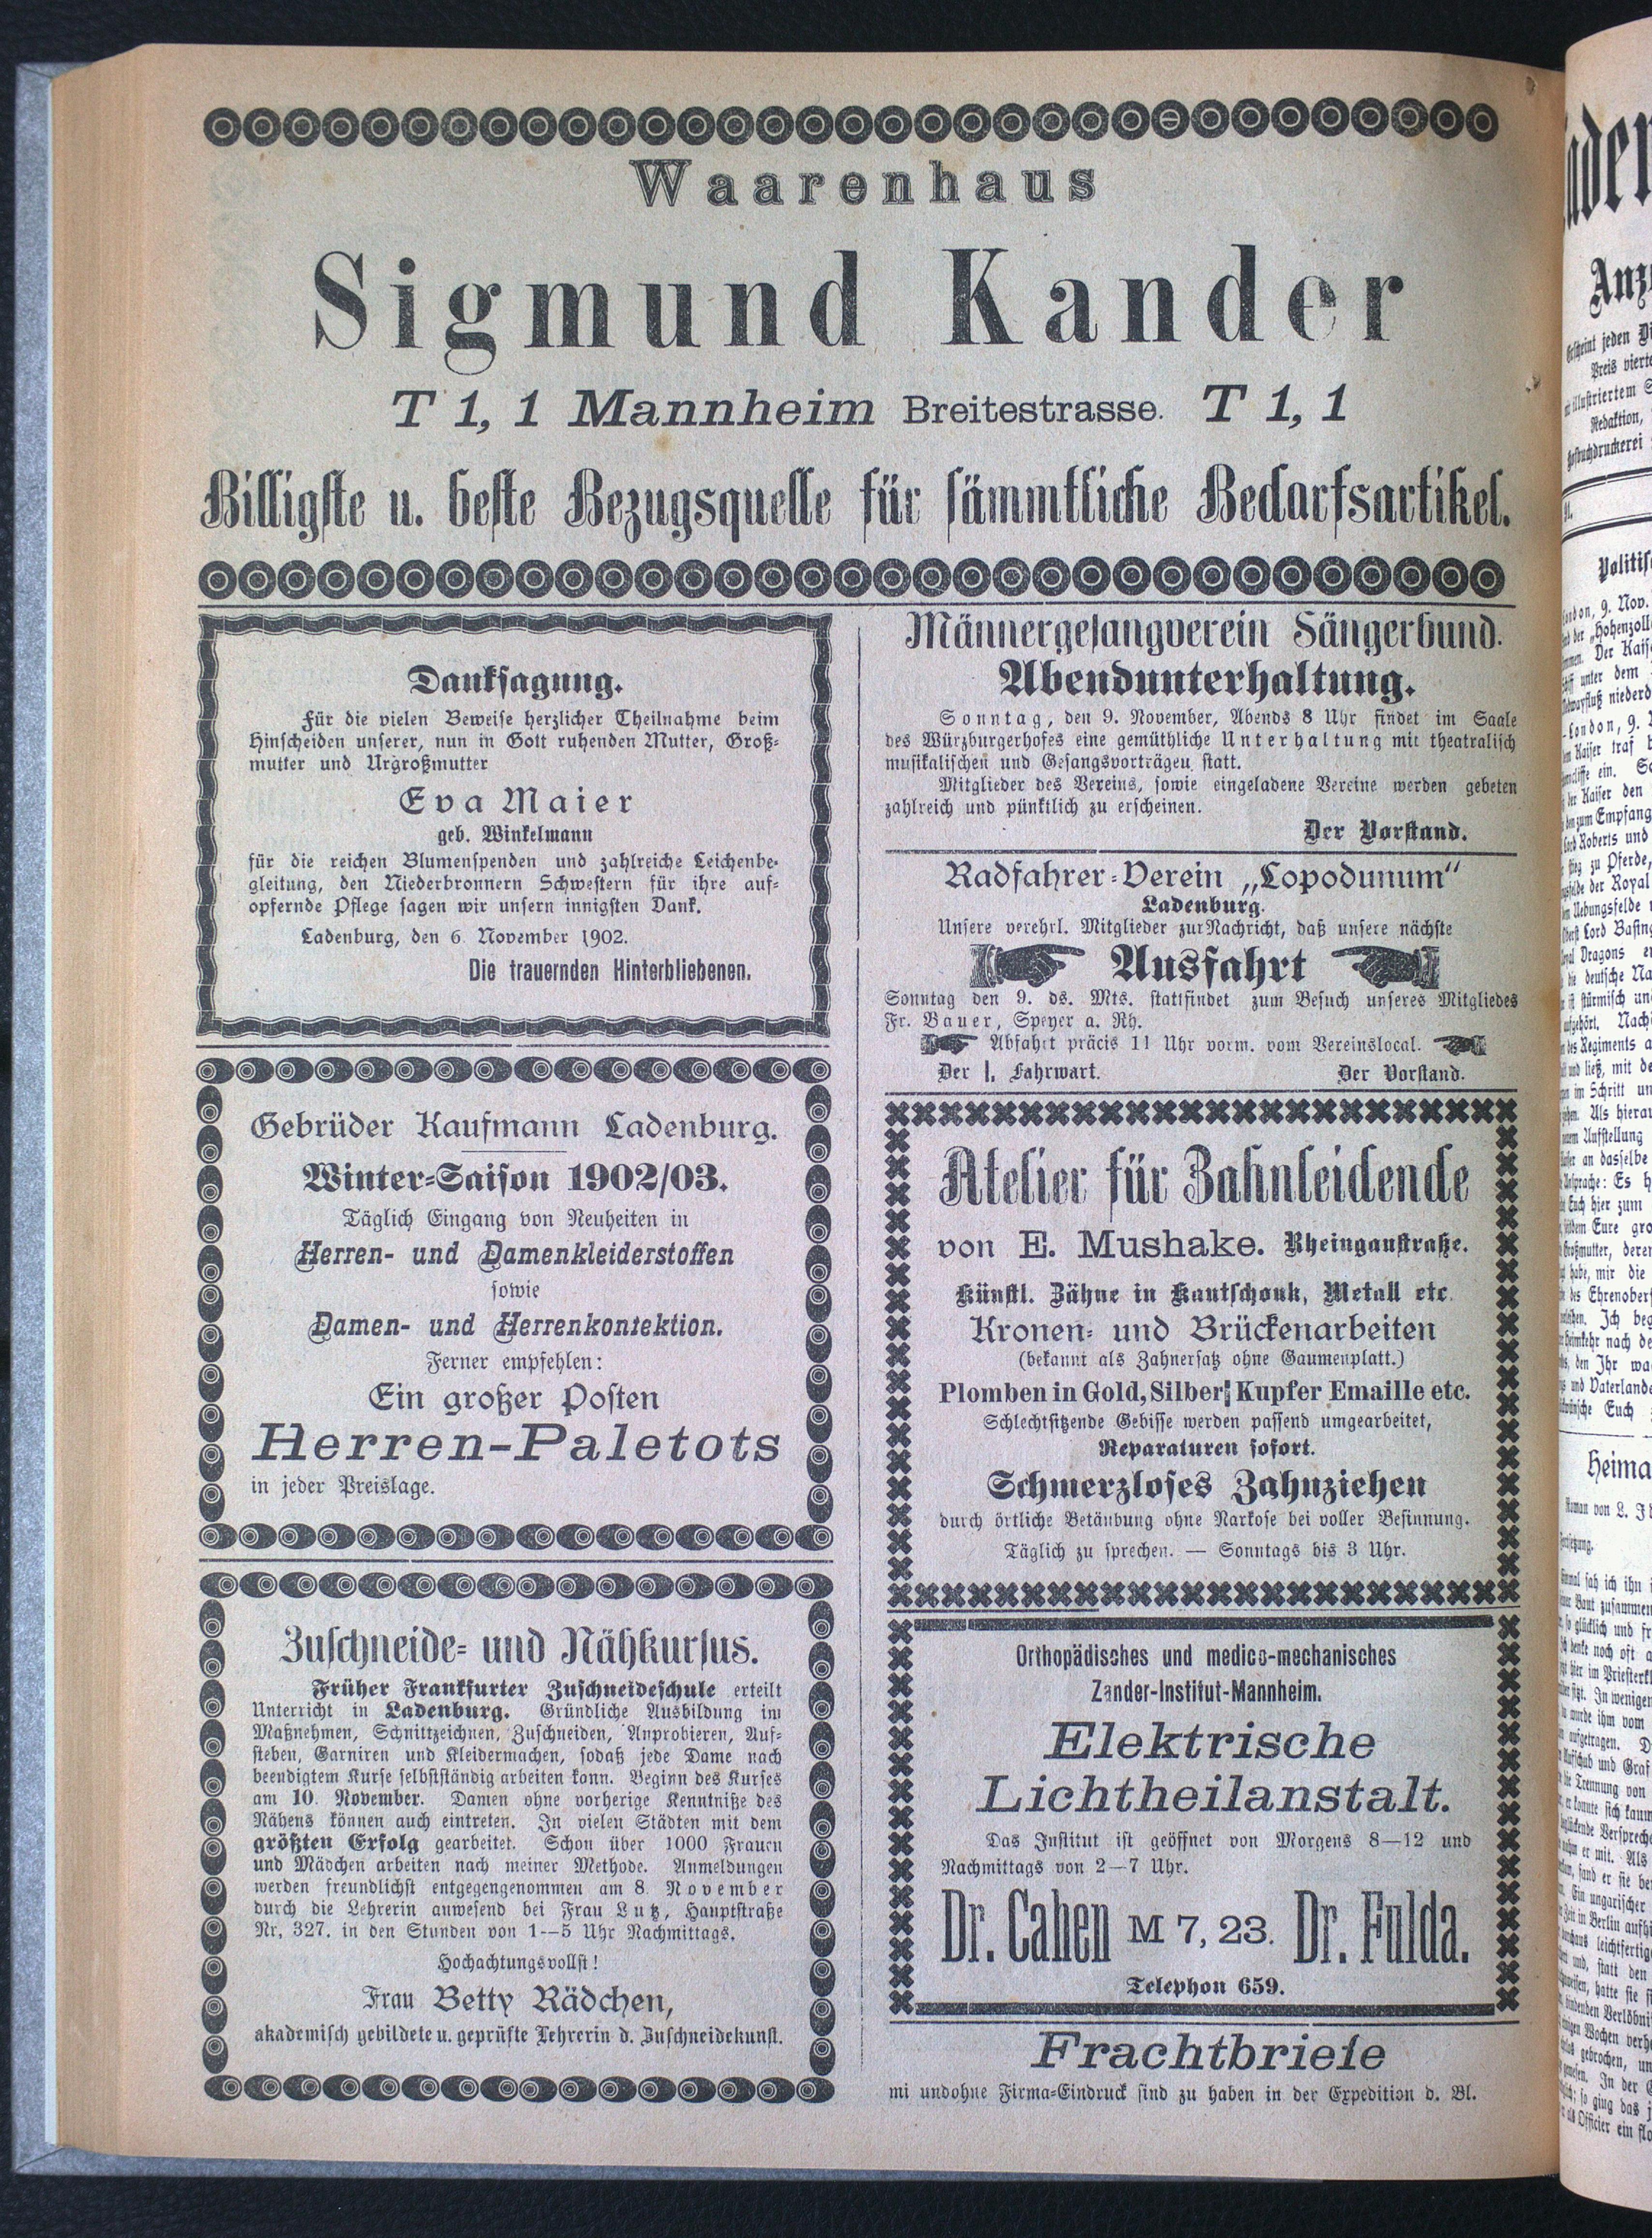 Waarenhaus
Sigmund Kander
T 1, 1 Mannheim Breitestrasse. T 1, 1
Billigste u. beste Bezugsquelle für sämmtliche Bedarfsartikel.
Danksagung.
Für die vielen Beweise herzlicher Theilnahme beim
Hinscheiden unserer, nun in Gott ruhenden Mutter, Groß-
mutter und Urgroßmutter
Eva Maier
geb. Winkelmann
für die reichen Blumenspenden und zahlreiche Leichenbe-
gleitung, den Niederbronnern Schwestern für ihre auf-
opfernde Pflege sagen wir unsern innigsten Dank.
Ladenburg, den 6. November 1902.
Die trauernden Hinterbliebenen.
Gebrüder Kaufmann Ladenburg.
Winter-Saison 1902/03.
Täglich Eingang von Neuheiten in
Herren- und Damenkleiderstoffen
sowie
Damen- und Herrenkonfektion.
Ferner empfehlen:
Ein großer Posten
Herren-Paletots
in jeder Preislage.
Zuschneide- und Nähkursus.
Früher Frankfurter Zuschneideschule erteilt
Unterricht in Ladenburg. Gründliche Ausbildung im
Maßnehmen, Schnittzeichnen, Zuschneiden, Anprobieren, Auf-
steben, Garniren und Kleidermachen, sodaß jede Dame nach
beendigtem Kurse selbstständig arbeiten kann. Beginn des Kurses
am 10. November. Damen ohne vorherige Kenntniße des
Nähens können auch eintreten. In vielen Städten mit dem
größten Erfolg gearbeitet. Schon über 1000 Frauen
und Mädchen arbeiten nach meiner Methode. Anmeldungen
werden freundlichst entgegengenommen am 8. November
durch die Lehrerin anwesend bei Frau Lutz, Hauptstraße
Nr. 327. in den Stunden von 1--5 Uhr Nachmittags.
Hochachtungsvollst!
Frau Betty Rädchen,
akademisch gebildete u. geprüfte Lehrerin d. Zuschneidekunst.
Männergesangverein Sängerbund.
Abendunterhaltung.
Sonntag, den 9. November, Abends 8 Uhr findet im Saale
des Würzburgerhofes eine gemüthliche Unterhaltung mit theatralisch
musikalischen und Gesangsvorträgen statt.
Mitglieder des Vereins, sowie eingeladene Vereine werden gebeten
zahlreich und pünktlich zu erscheinen.
Der Vorstand.
Radfahrer-Verein „Lopodunum“
Ladenburg.
Unsere verehrl. Mitglieder zur Nachricht, daß unsere nächste
Ausfahrt
Sonntag den 9. ds. Mts. stattfindet zum Besuch unseres Mitgliedes
Fr. Bauer, Speyer a. Rh.
Abfahrt präcis 11 Uhr vorm. vom Vereinslocal.
Der I. Fahrwart. Der Vorstand.
Atelier für Zahnleidende
von E. Mushake. Rheingaustraße.
Künstl. Zähne in Kautschouk, Metall etc.
Kronen- und Brückenarbeiten
(bekannt als Zahnersatz ohne Gaumenplatt.)
Plomben in Gold, Silber, Kupfer Emaille etc.
Schlechtsitzende Gebisse werden passend umgearbeitet,
Reparaturen sofort.
Schmerzloses Zahnziehen
durch örtliche Betäubung ohne Narkose bei voller Besinnung.
Täglich zu sprechen. — Sonntags bis 3 Uhr.
Orthopädisches und medico-mechanisches
Zander-Institut-Mannheim.
Elektrische
Lichtheilanstalt.
Das Institut ist geöffnet von Morgens 8—12 und
Nachmittags von 2—7 Uhr.
Dr. Cahen M 7, 23. Dr. Fulda.
Telephon 659.
Frachtbriefe
mi undohne Firma-Eindruck sind zu haben in der Expedition d. Bl.